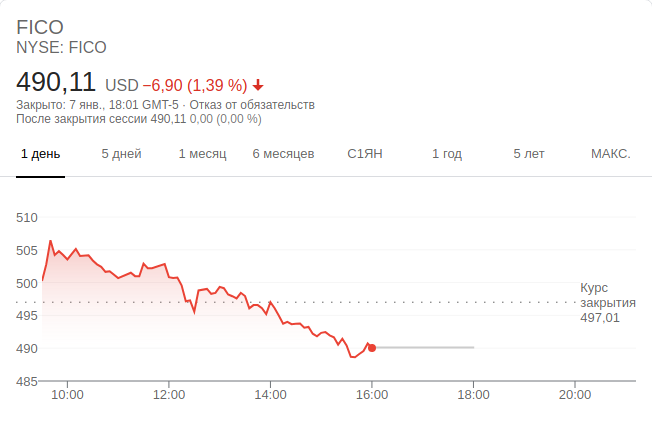 FICO
NYSE: FICO
490,11 USD −6,90 (1,39 %)
Закрыто: 7 янв., 18:01 GMT-5 · Отказ от обязательств
После закрытия сессии 490,11 0,00 (0,00 %)
1 день 5 дней 1 месяц 6 месяцев С1ЯН 1 год 5 лет МАКС.
510
505
500
Курс
закрытия
497,01
495
490
485
10:00 12:00 14:00 16:00 18:00 20:00